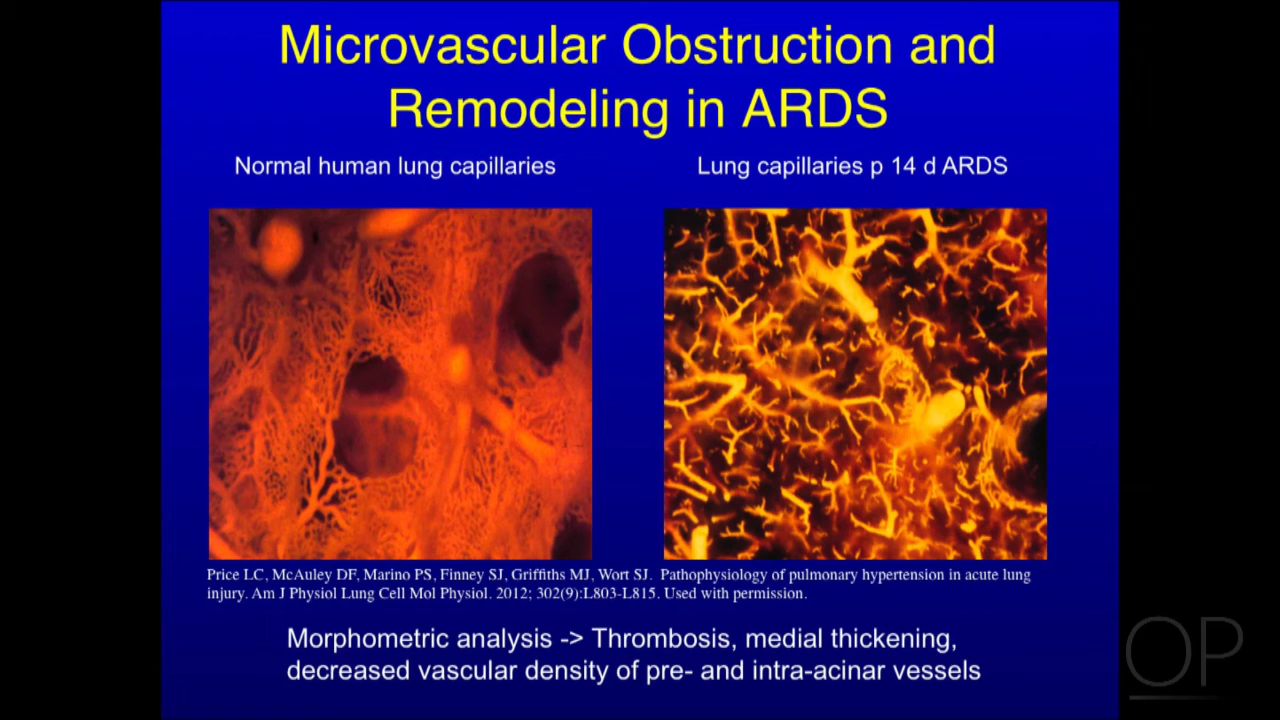 Microvascular Obstruction and
Remodeling in ARDS
Normal human lung capillaries
Lung capillaries p 14 d ARDS
Price LC, McAuley DF, Marino PS, Finney SJ, Griffiths MJ, Wort SJ.  Pathophysiology of pulmonary hypertension in acute lung
injury. Am J Physiol Lung Cell Mol Physiol. 2012; 302(9):L803-L815. Used with permission.
Morphometric analysis -> Thrombosis, medial thickening,
decreased vascular density of pre- and intra-acinar vessels
OP